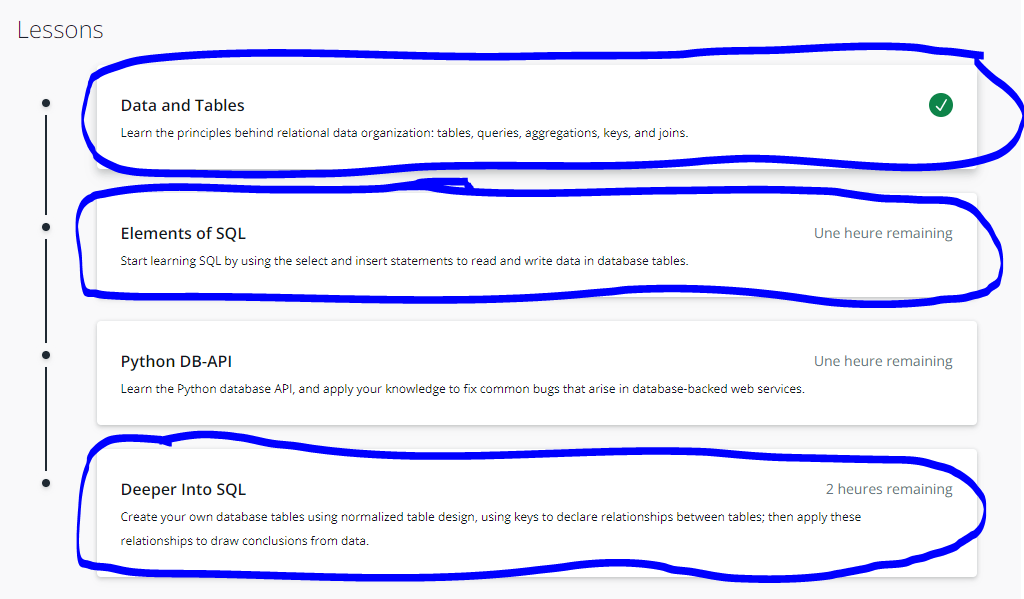 Lessons
Data and Tables
Learn the principles behind relational data organization: tables, queries, aggregations, keys, and joins.
Elements of SQL
Une heure remaining
Start learning SQL by using the select and insert statements to read and write data in database tables.
Python DB-API
Une heure remaining
Learn the Python database API, and apply your knowledge to fix common bugs that arise in database-backed web services.
Deeper Into SQL
2 heures remaining
Create your own database tables using normalized table design, using keys to declare relationships between tables; then apply these
relationships to draw conclusions from data.